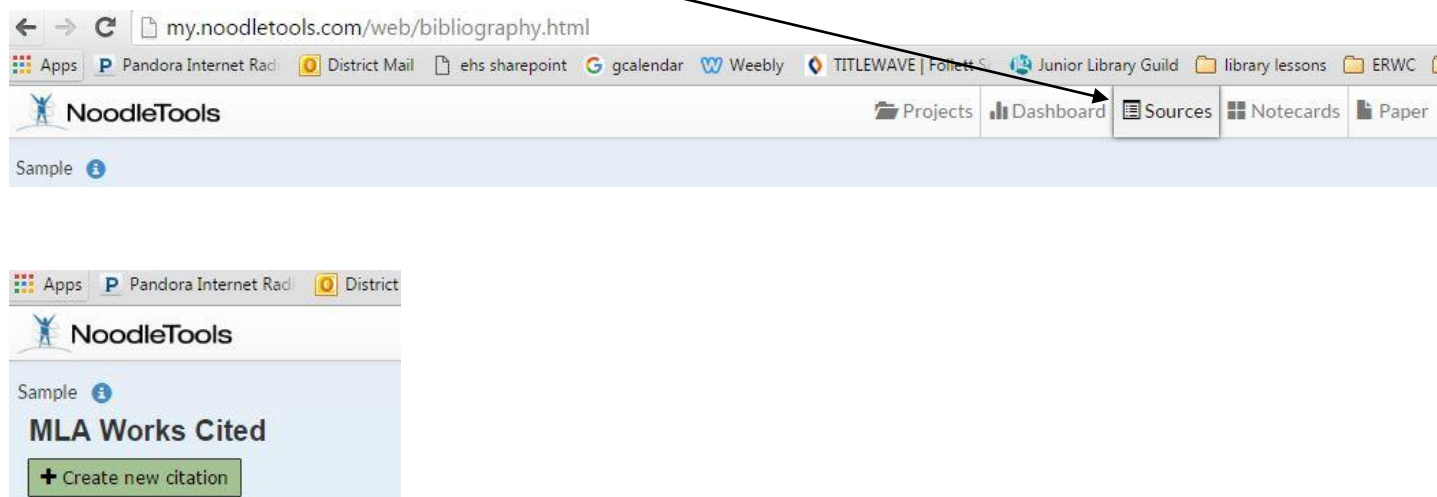 my.noodletools.com/web/bibliography.html
Apps Pandora Internet Radi District Mail ehs sharepoint gcalendar Weebly TITLEWAVE | Follett S Junior Library Guild library lessons ERWC
NoodleTools Projects Dashboard Sources Notecards Paper
Sample
Apps Pandora Internet Radi District
NoodleTools
Sample
MLA Works Cited
+ Create new citation